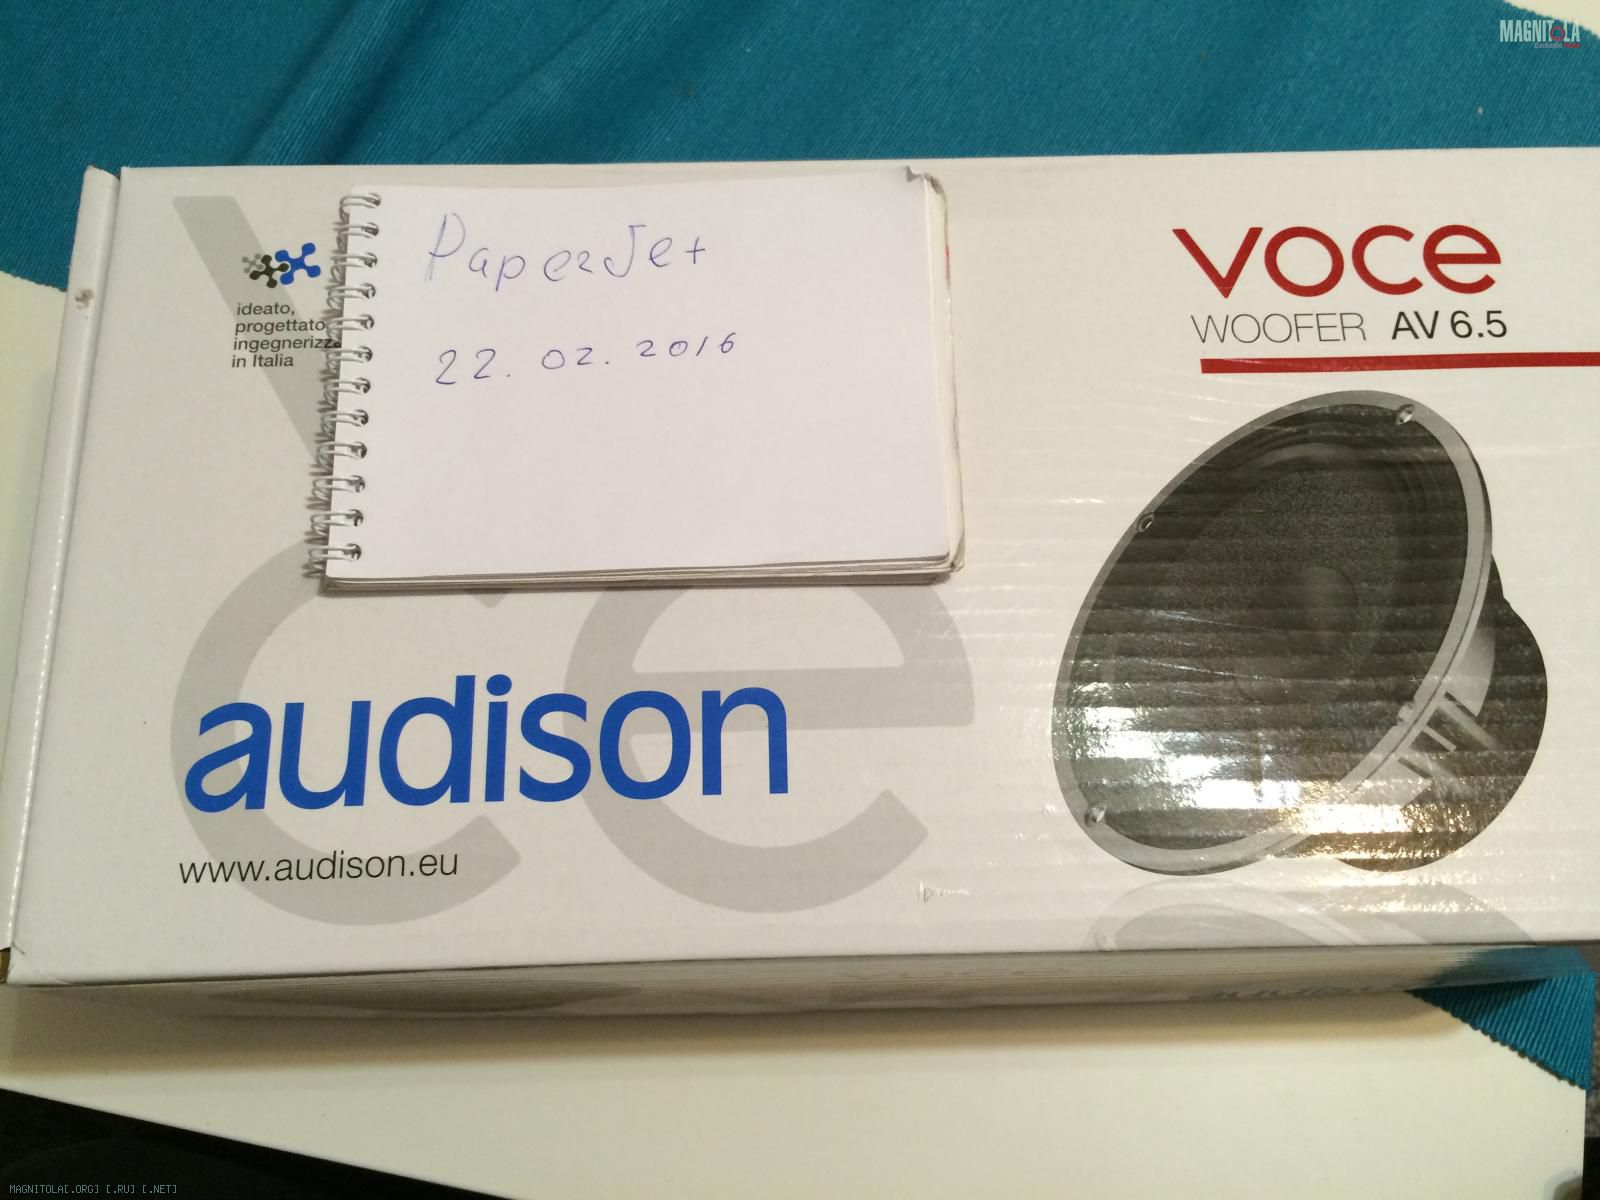 MAGNITOLA
PaperJet
22.02.2016
ideato,
progettato
ingegnerizz
in Italia
voce
WOOFER AV 6.5
audison
www.audison.eu
voce
MAGNITOLA[.ORG] [.RU] [.NET]